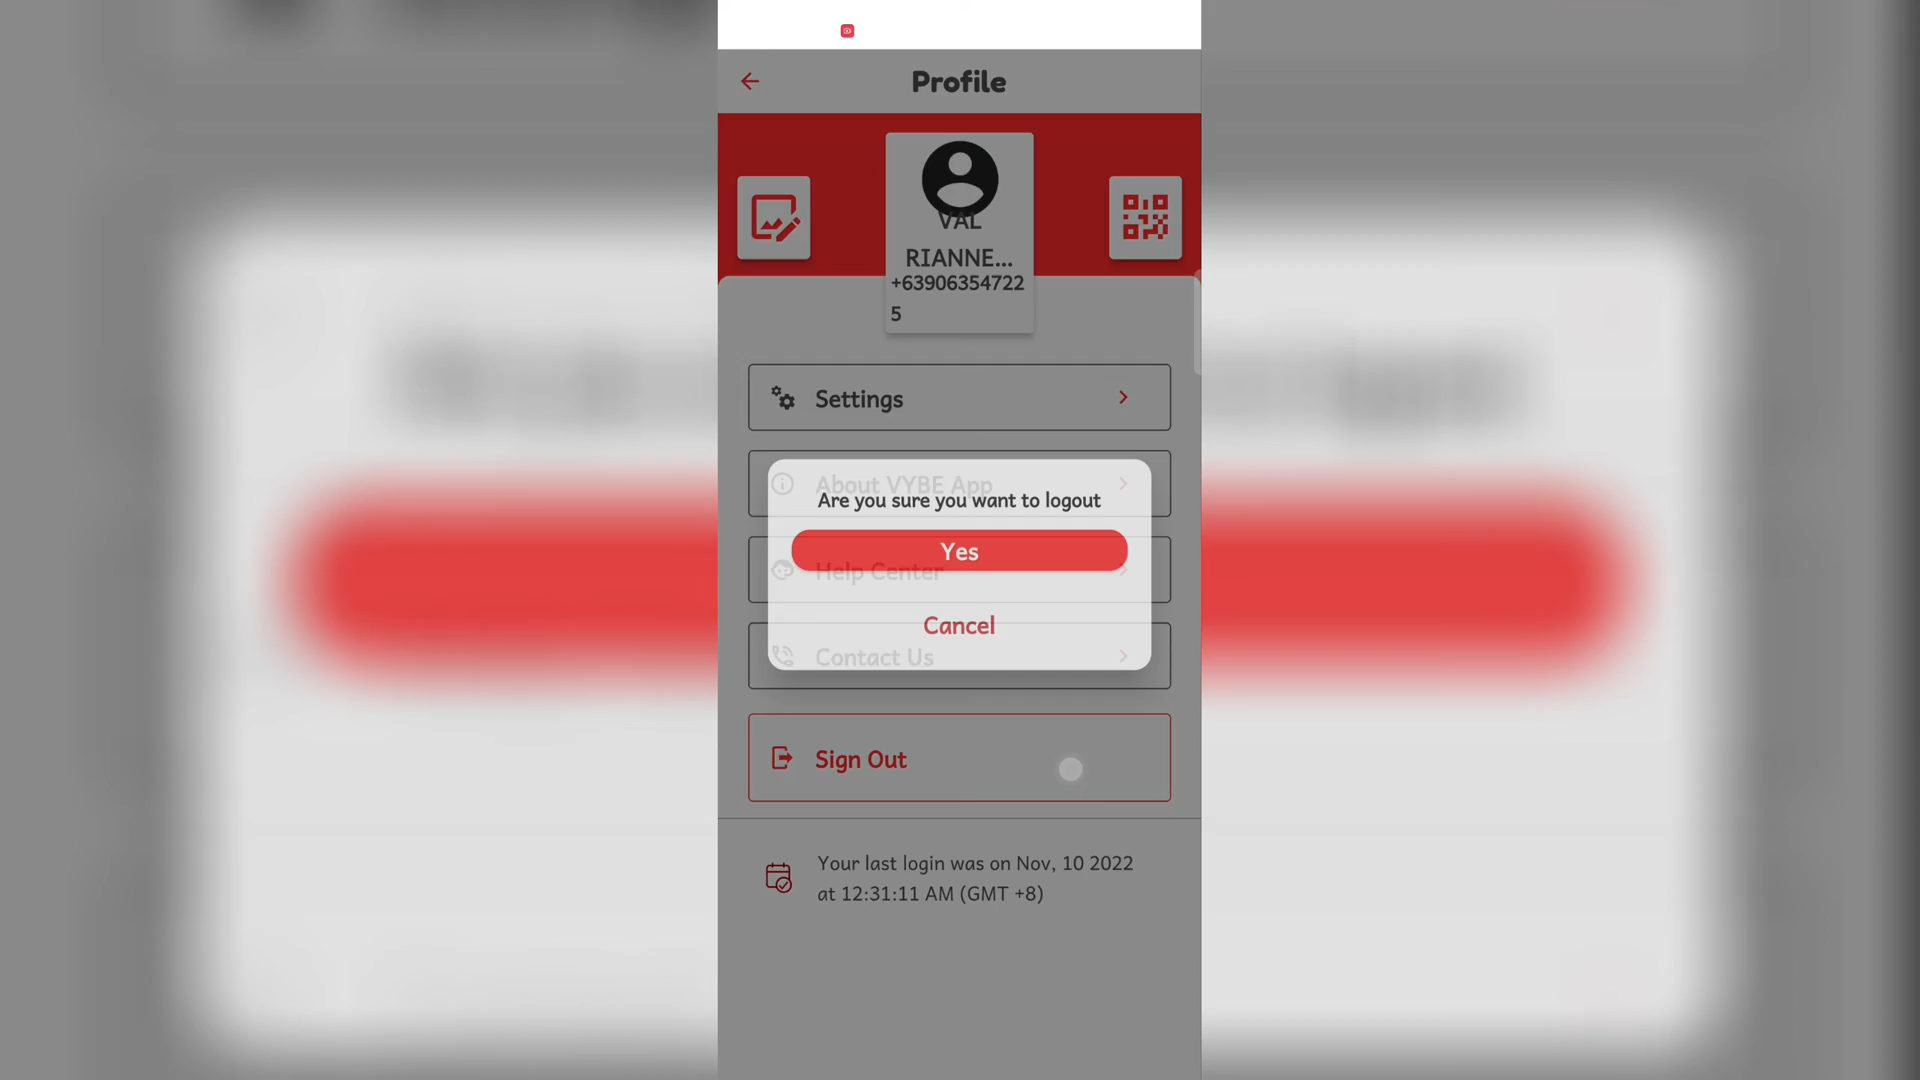 Profile
VAL
RIANNE...
+63906354722
5
Settings
About VYBE App
Are you sure you want to logout
Yes
Help Center
Cancel
Contact Us
Sign Out
Your last login was on Nov, 10 2022
at 12:31:11 AM (GMT +8)